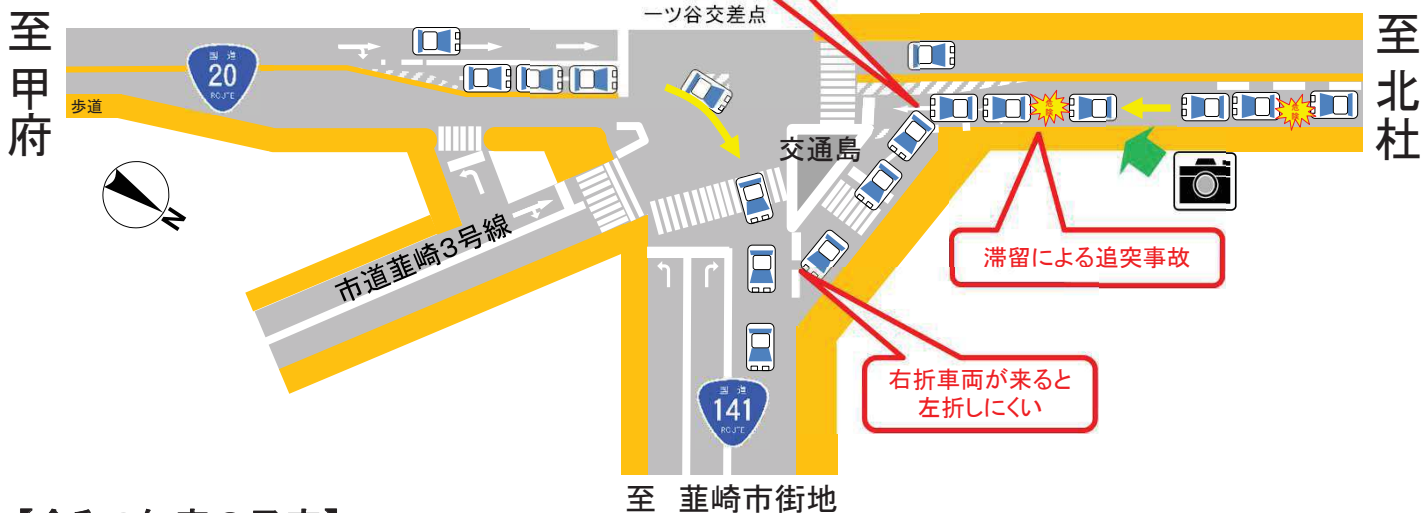 一ツ谷交差点
至 甲府
至 北杜
国道
20
ROUTE
歩道
交通島
N
市道韮崎3号線
滞留による追突事故
右折車両が来ると
左折しにくい
国道
141
ROUTE
至 韮崎市街地